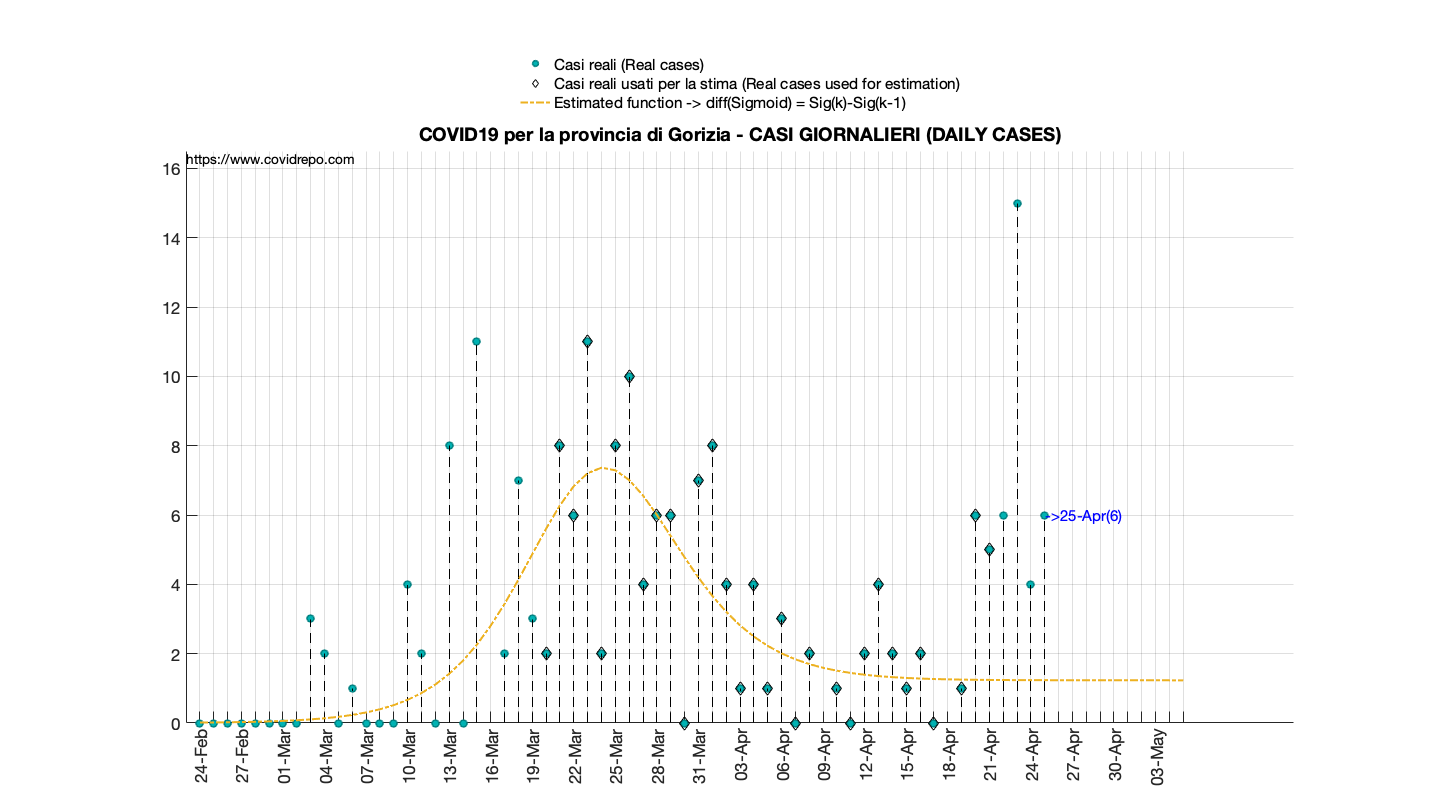 Casi reali (Real cases)
Casi reali usati per la stima (Real cases used for estimation)
Estimated function -> diff(Sigmoid) = Sig(k)-Sig(k-1)
COVID19 per la provincia di Gorizia - CASI GIORNALIERI (DAILY CASES)
https://www.covidrepo.com
16
14
12
10
8
6
->25-Apr(6)
4
2
0
24-Feb
27-Feb
01-Mar
04-Mar
07-Mar
10-Mar
13-Mar
16-Mar
19-Mar
22-Mar
25-Mar
28-Mar
31-Mar
03-Apr
06-Apr
09-Apr
12-Apr
15-Apr
18-Apr
21-Apr
24-Apr
27-Apr
30-Apr
03-May